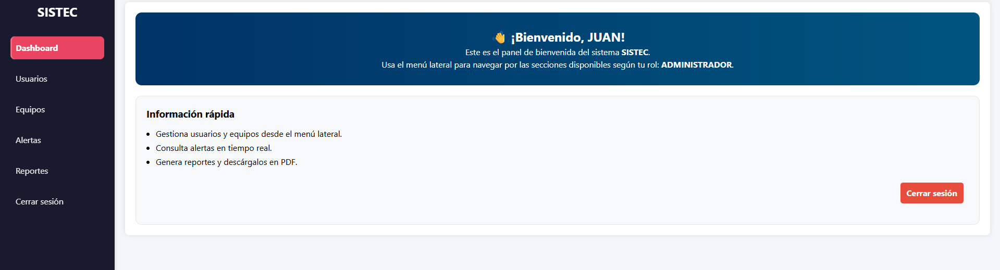 SISTEC
Dashboard
Usuarios
Equipos
Alertas
Reportes
Cerrar sesión
👋 ¡Bienvenido, JUAN!
Este es el panel de bienvenida del sistema SISTEC.
Usa el menú lateral para navegar por las secciones disponibles según tu rol: ADMINISTRADOR.
Información rápida
• Gestiona usuarios y equipos desde el menú lateral.
• Consulta alertas en tiempo real.
• Genera reportes y descárgalos en PDF.
Cerrar sesión